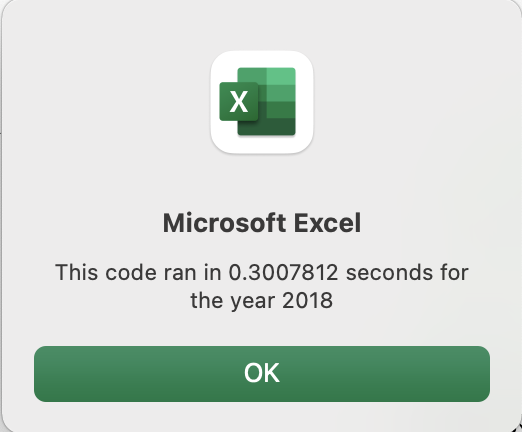 X
Microsoft Excel
This code ran in 0.3007812 seconds for
the year 2018
OK